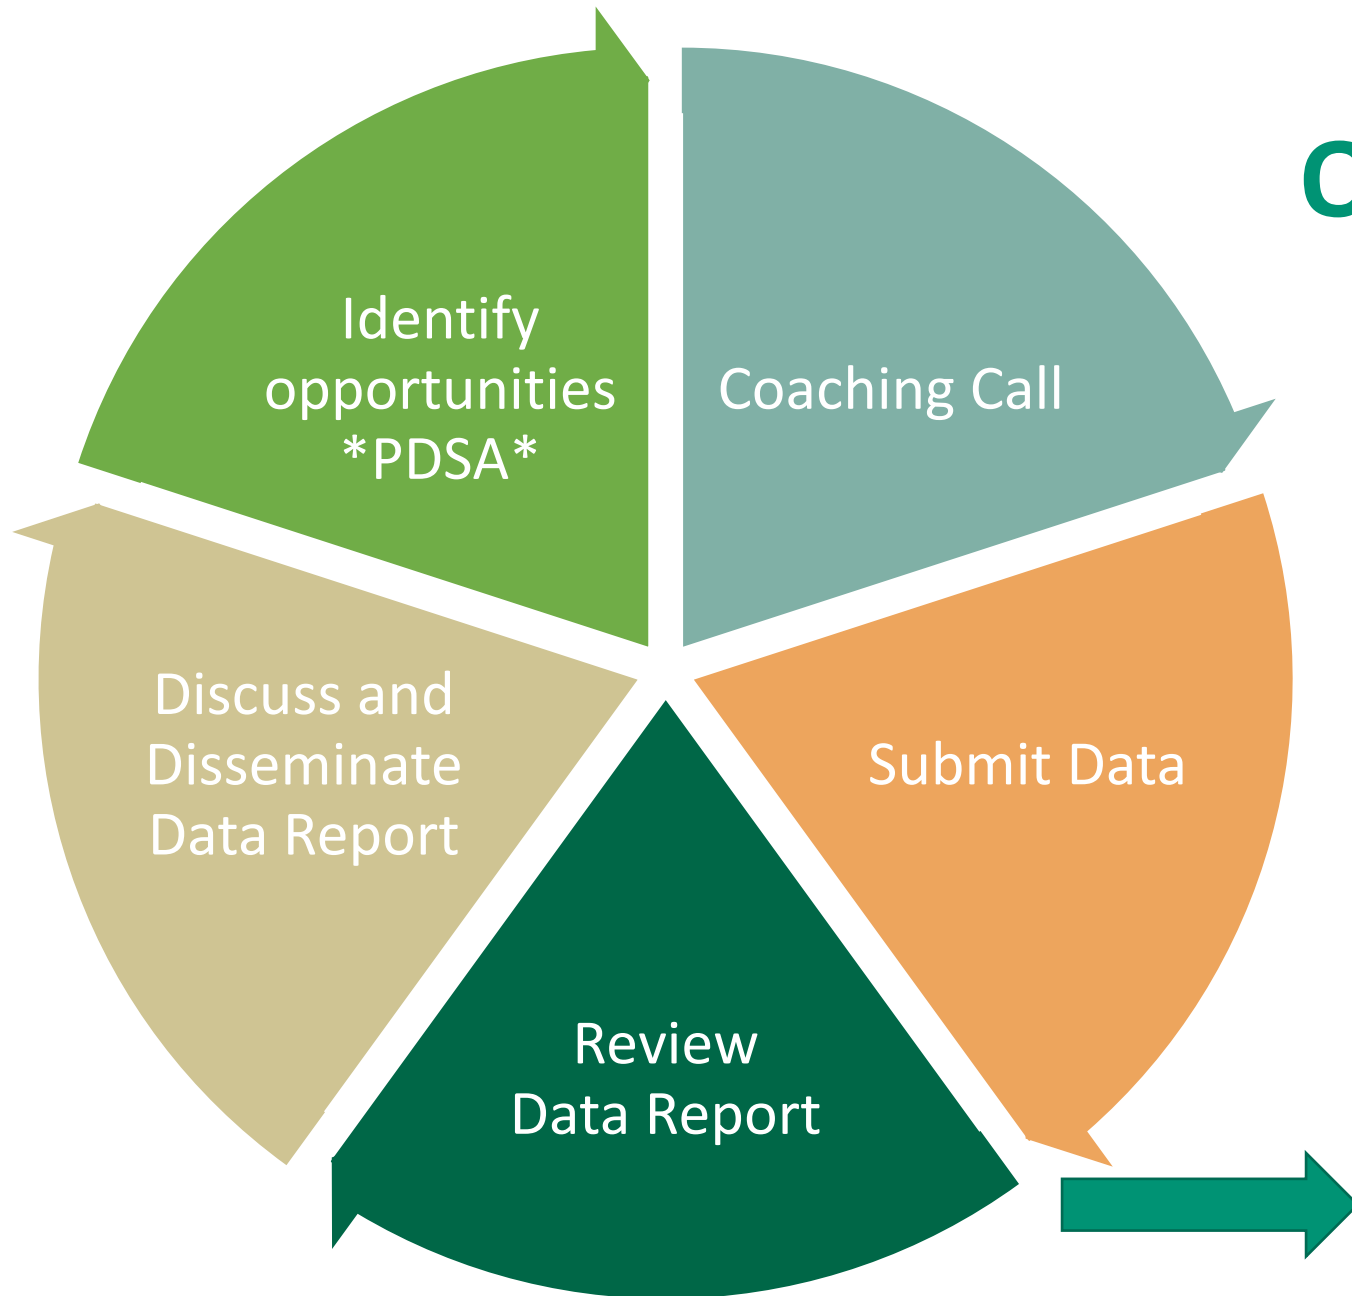 Identify
opportunities
*PDSA*
Coaching Call
Submit Data
Review
Data Report
Discuss and
Disseminate
Data Report